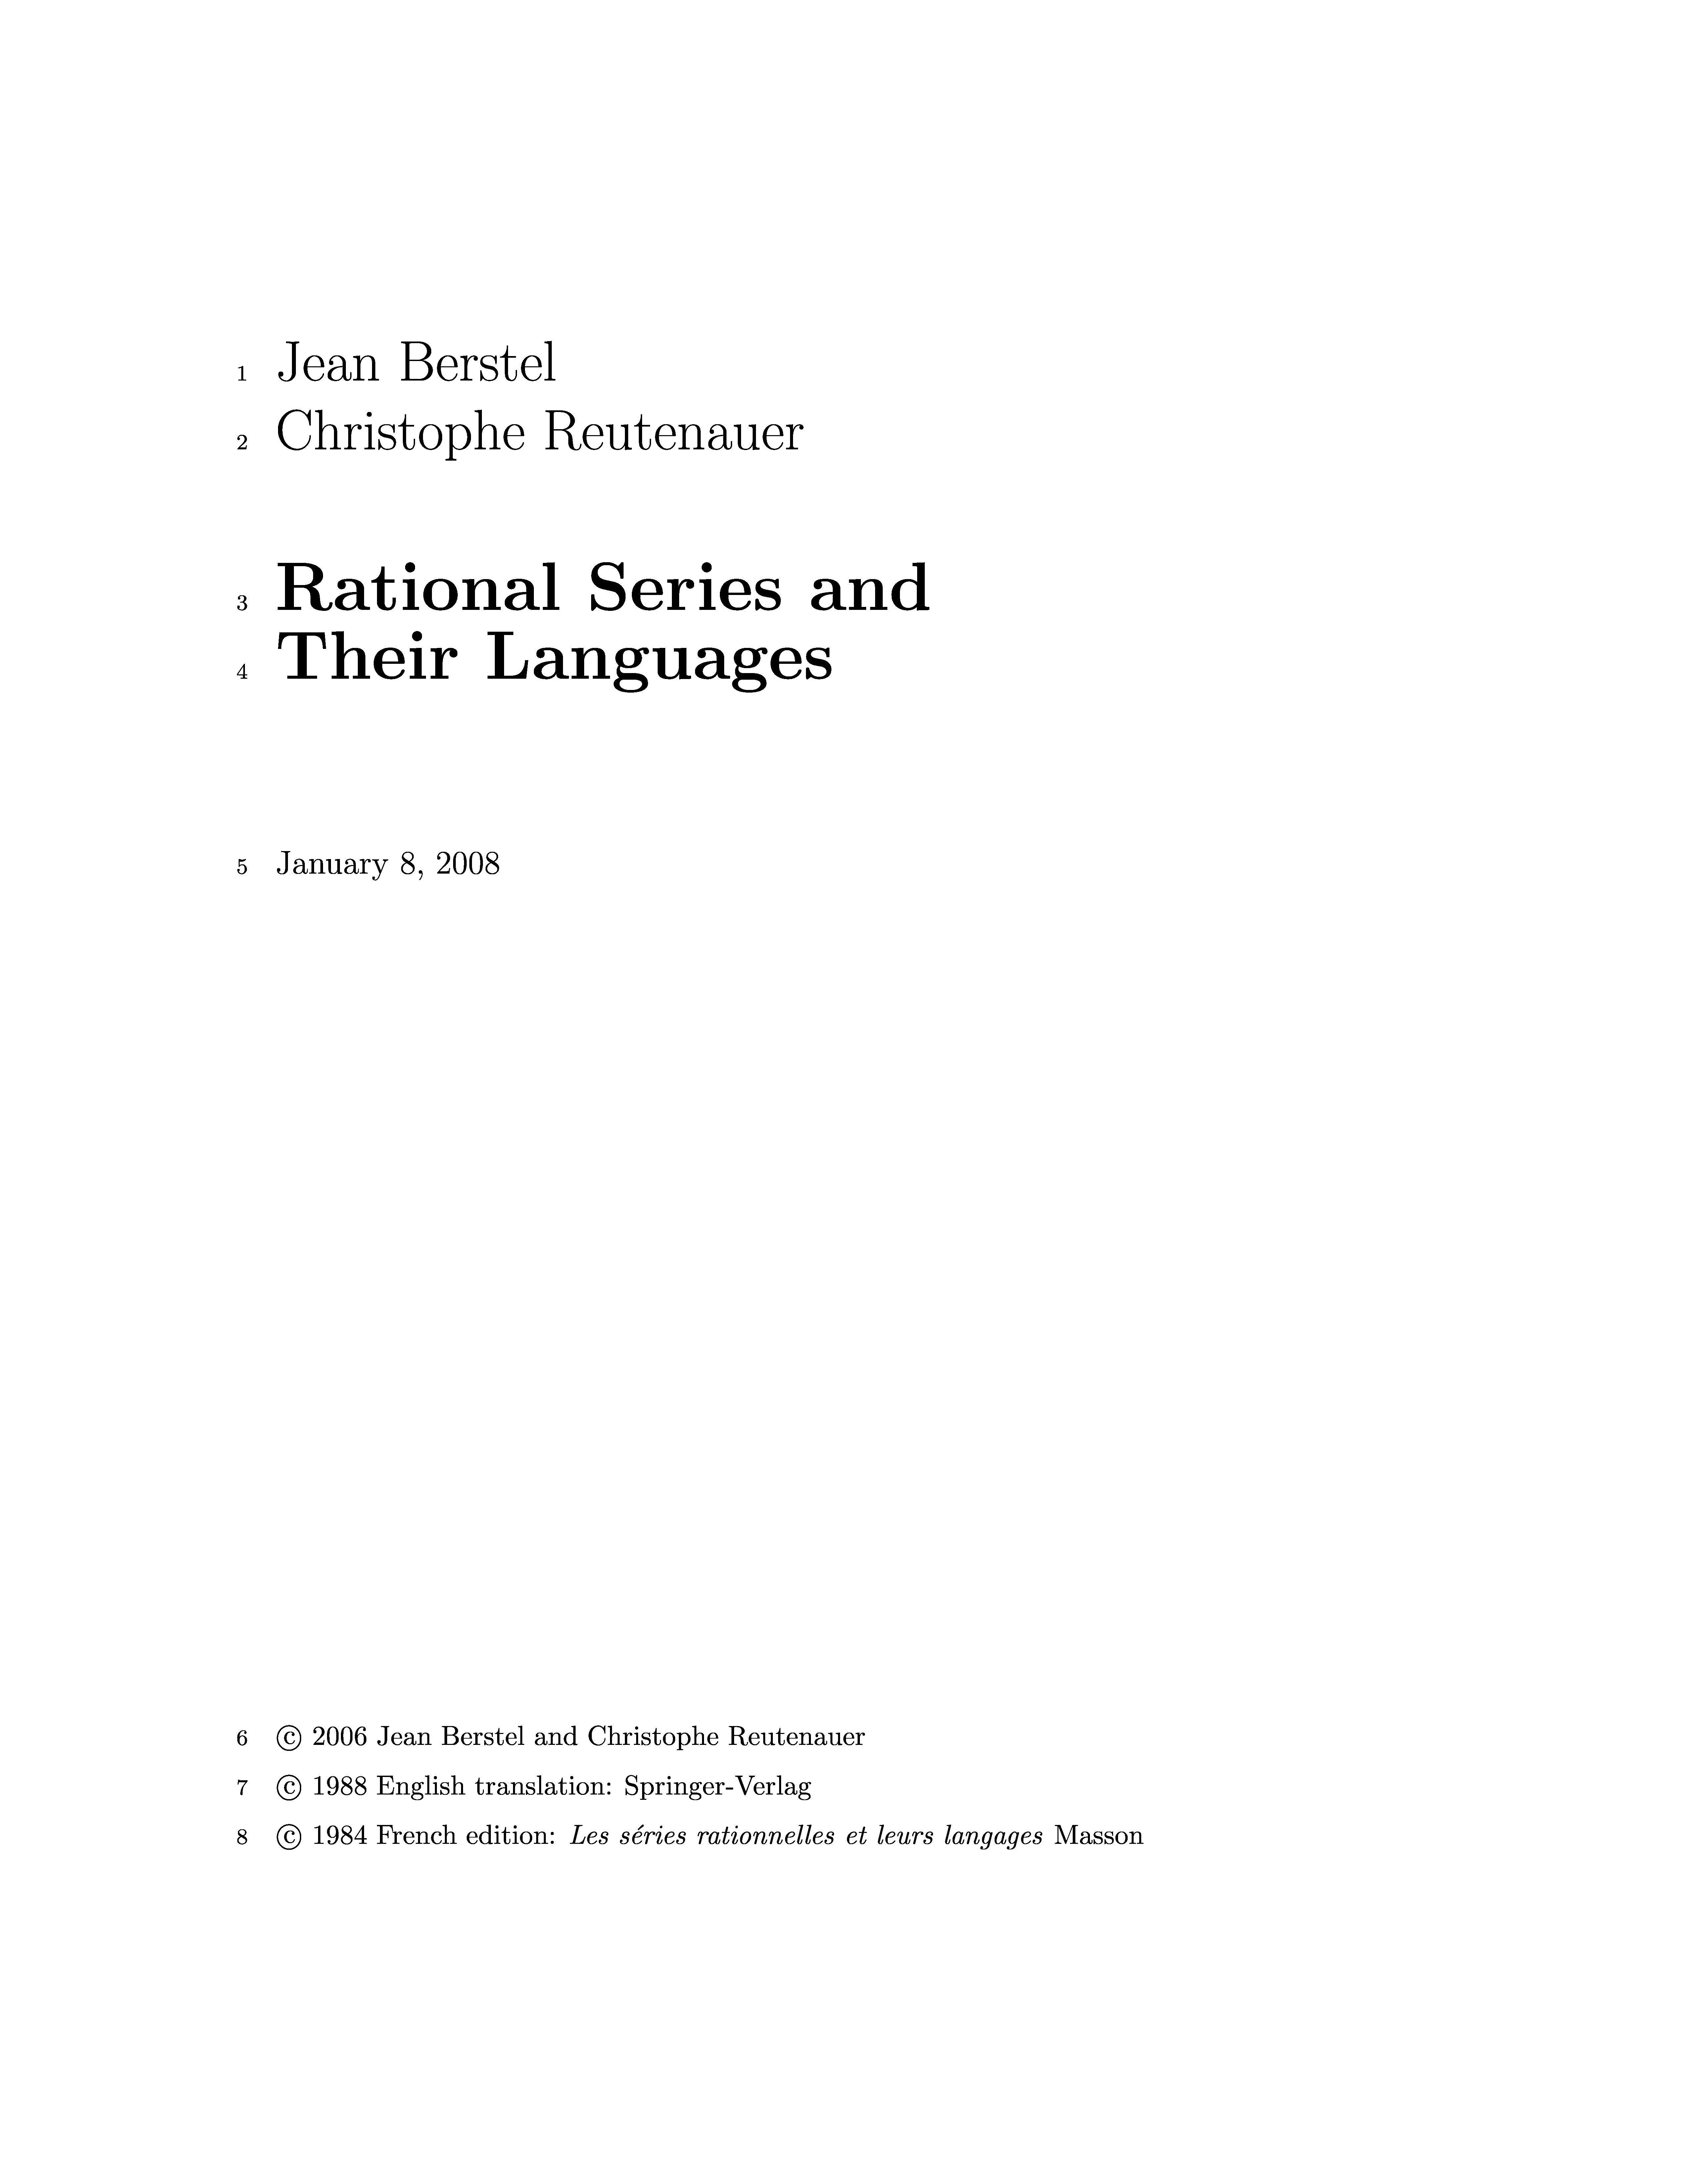 1 Jean Berstel
2 Christophe Reutenauer
3 Rational Series and
4 Their Languages
5 January 8, 2008
6 © 2006 Jean Berstel and Christophe Reutenauer
7 © 1988 English translation: Springer-Verlag
8 © 1984 French edition: Les séries rationnelles et leurs langages Masson